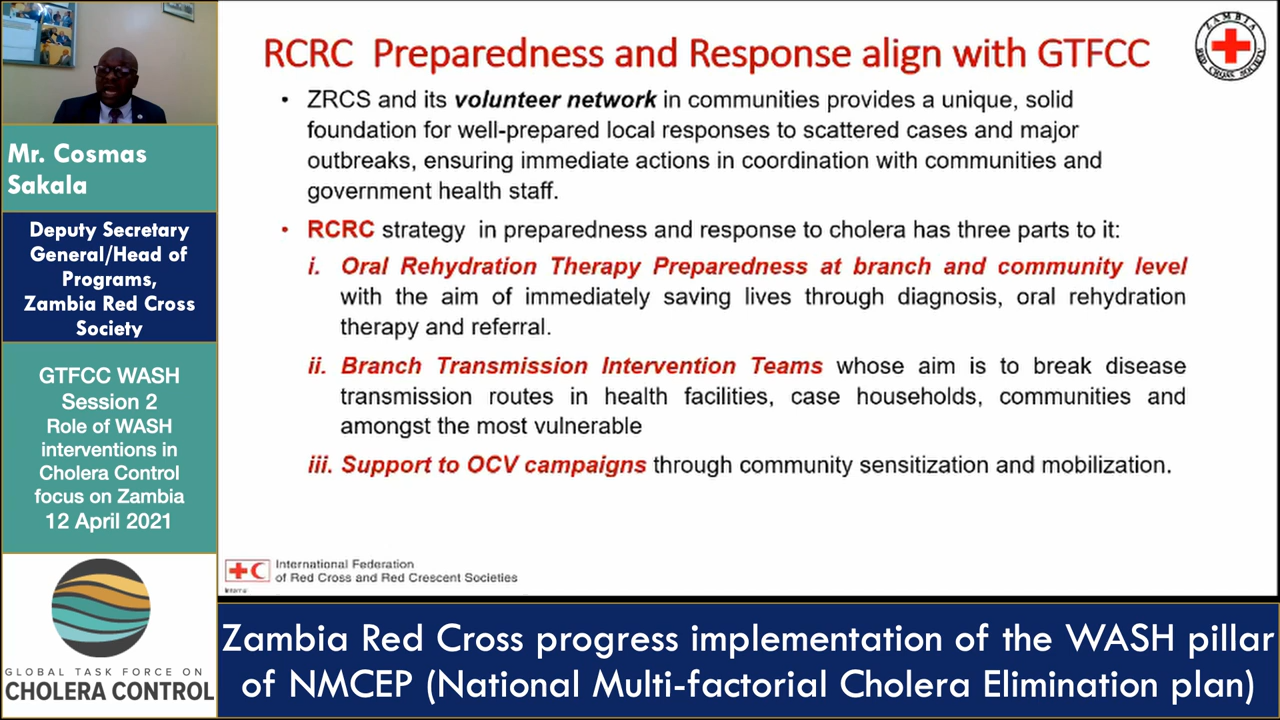 RCRC Preparedness and Response align with GTFCC
ZAMBIA
RED CROSS SOCIETY
• ZRCS and its volunteer network in communities provides a unique, solid
foundation for well-prepared local responses to scattered cases and major
outbreaks, ensuring immediate actions in coordination with communities and
government health staff.
• RCRC strategy in preparedness and response to cholera has three parts to it:
i. Oral Rehydration Therapy Preparedness at branch and community level
with the aim of immediately saving lives through diagnosis, oral rehydration
therapy and referral.
ii. Branch Transmission Intervention Teams whose aim is to break disease
transmission routes in health facilities, case households, communities and
amongst the most vulnerable
iii. Support to OCV campaigns through community sensitization and mobilization.
International Federation
of Red Cross and Red Crescent Societies
Mr. Cosmas
Sakala
Deputy Secretary
General/Head of
Programs,
Zambia Red Cross
Society
GTFCC WASH
Session 2
Role of WASH
interventions in
Cholera Control
focus on Zambia
12 April 2021
GLOBAL TASK FORCE ON
CHOLERA CONTROL
Zambia Red Cross progress implementation of the WASH pillar
of NMCEP (National Multi-factorial Cholera Elimination plan)